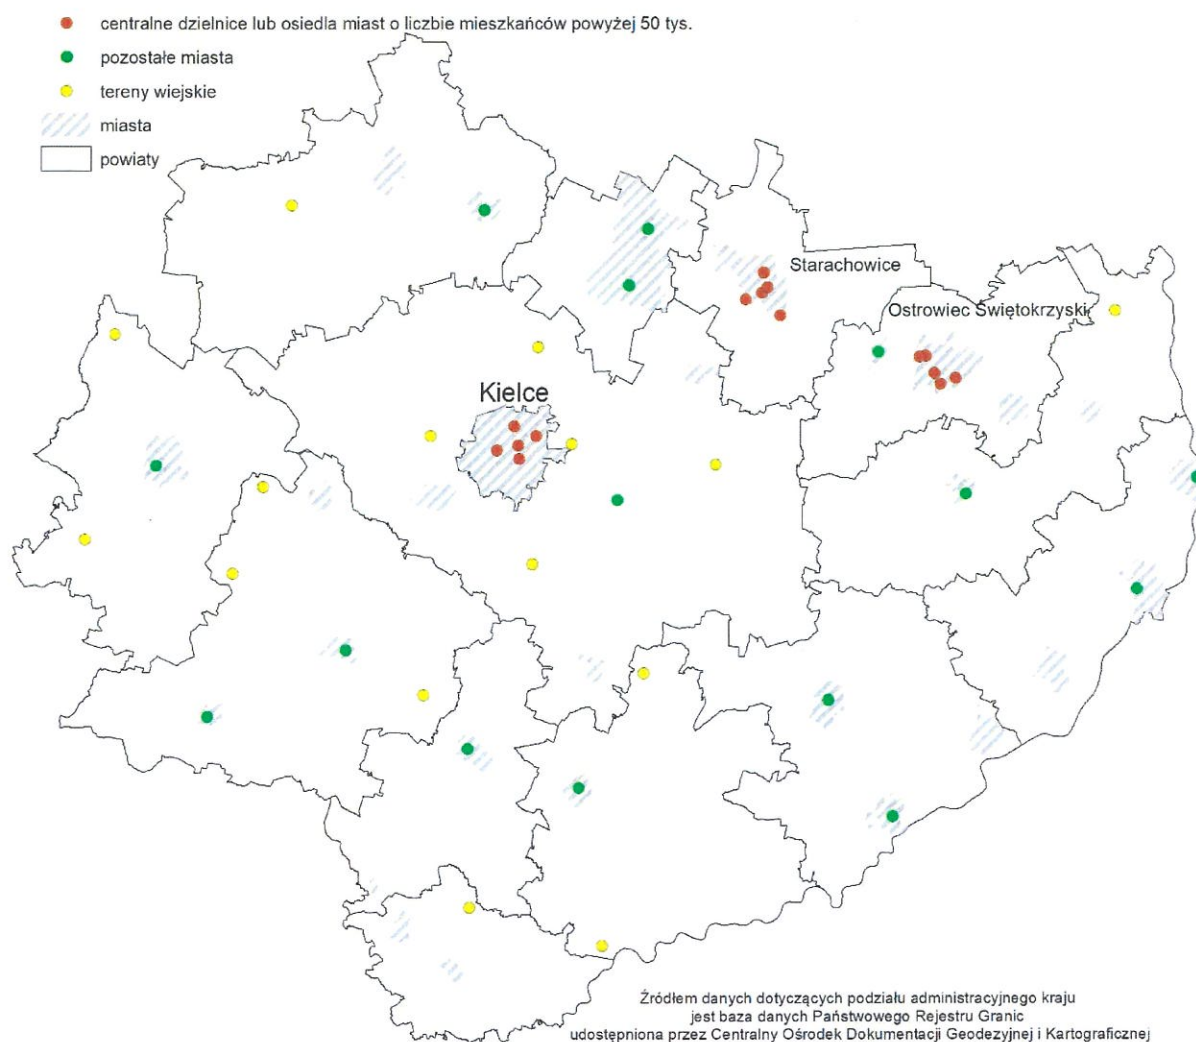 centralne dzielnice lub osiedla miast o liczbie mieszkańców powyżej 50 tys.
pozostałe miasta
tereny wiejskie
miasta
powiaty
Starachowice
Ostrowiec Świętokrzyski
Kielce
Źródłem danych dotyczących podziału administracyjnego kraju
jest baza danych Państwowego Rejestru Granic
udostępniona przez Centralny Ośrodek Dokumentacji Geodezyjnej i Kartograficznej